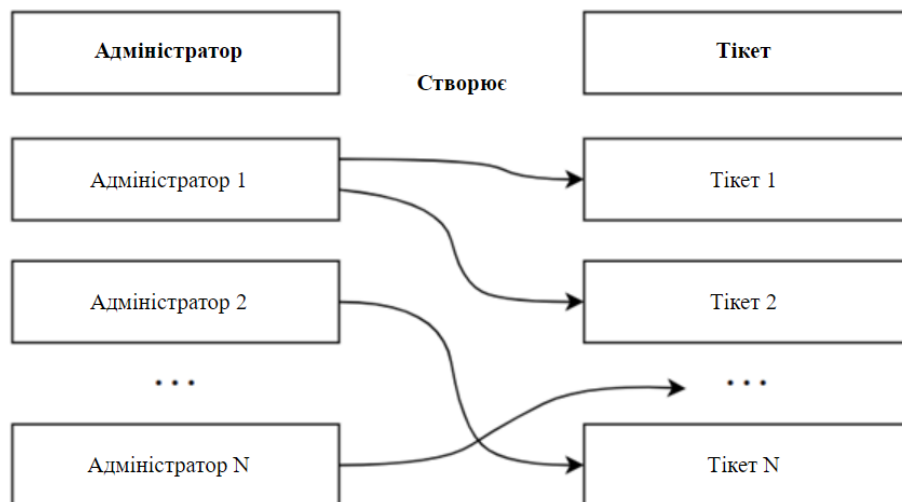 Адміністратор
Тікет
Створює
Адміністратор 1
Тікет 1
Адміністратор 2
Тікет 2
...
...
Адміністратор N
Тікет N